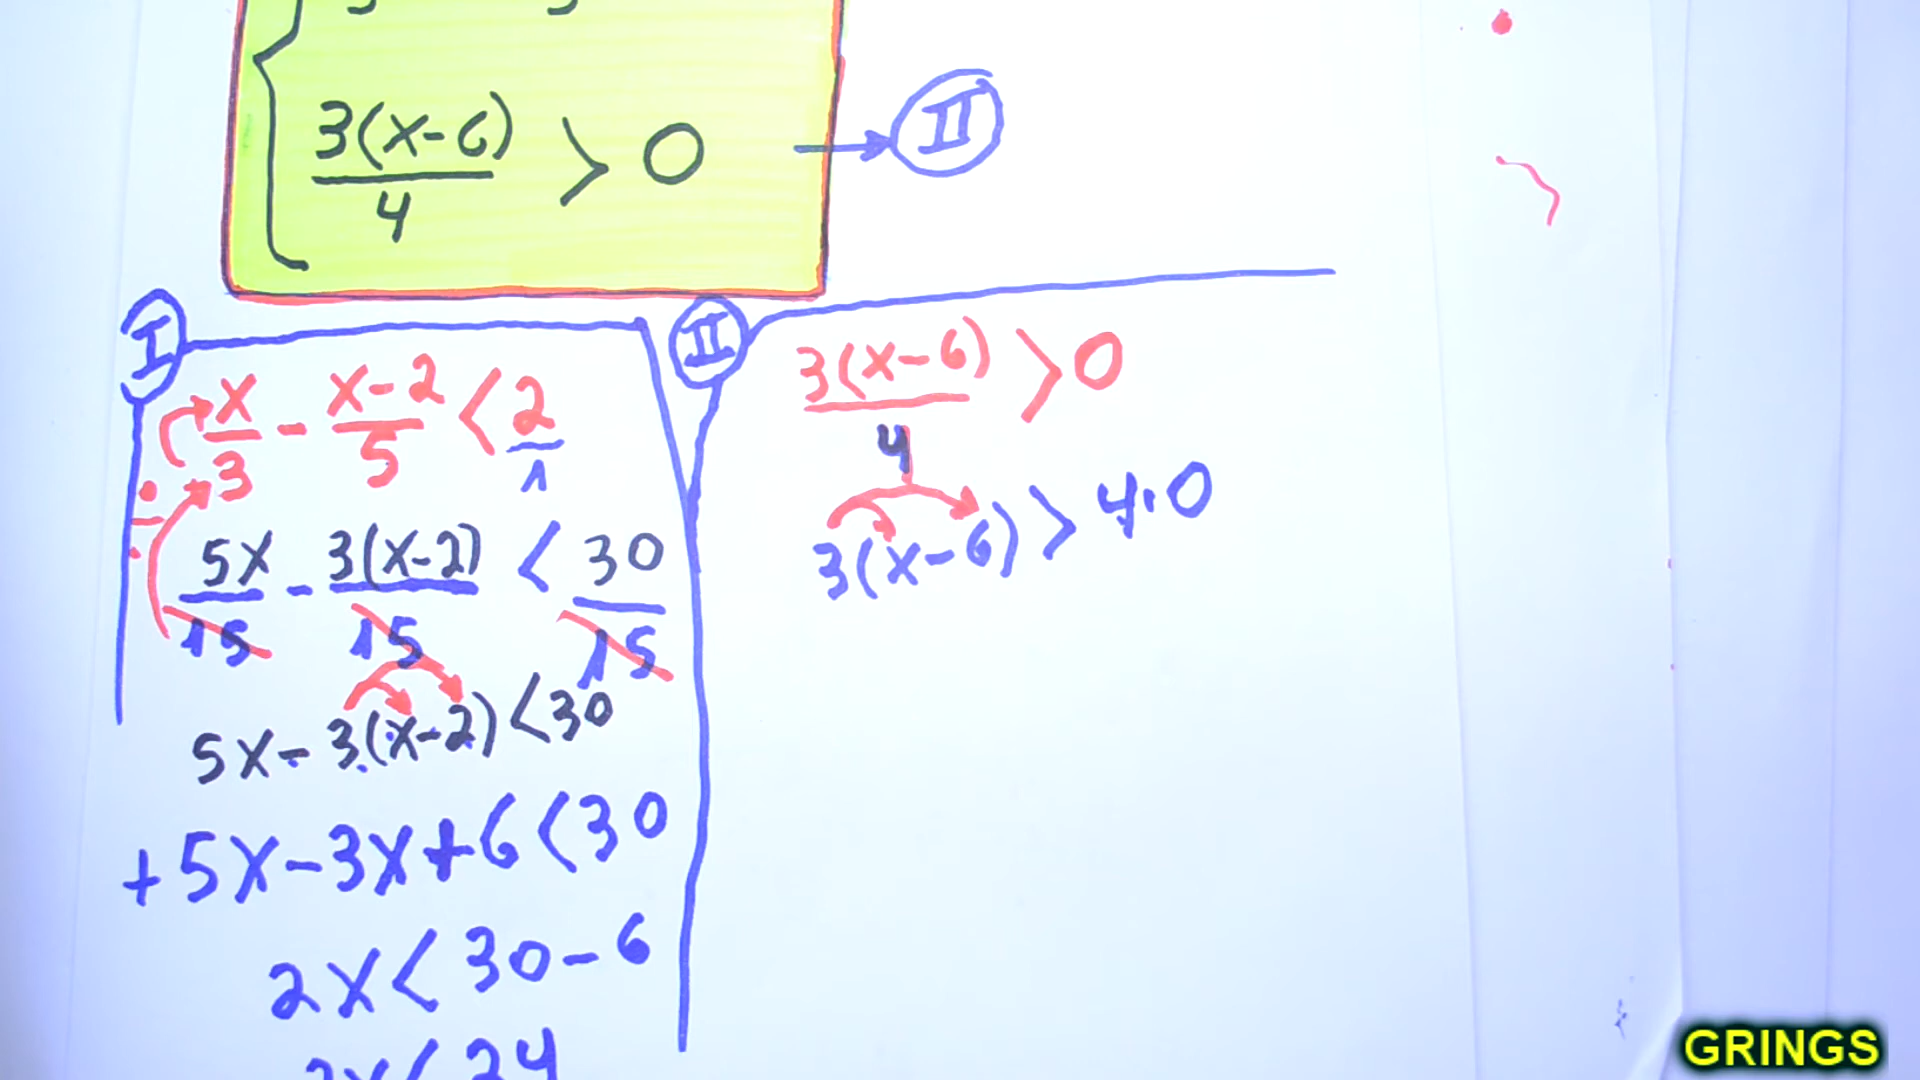 3(x-6)/4 > 0 → II
I
x/3 - x-2/5 < 2/1
5x/15 - 3(x-2)/15 < 30/15
5x - 3(x-2) < 30
+5x-3x+6<30
2x<30-6
2x<24
II
3(x-6)/4 > 0
3(x-6) > 4.0
GRINGS